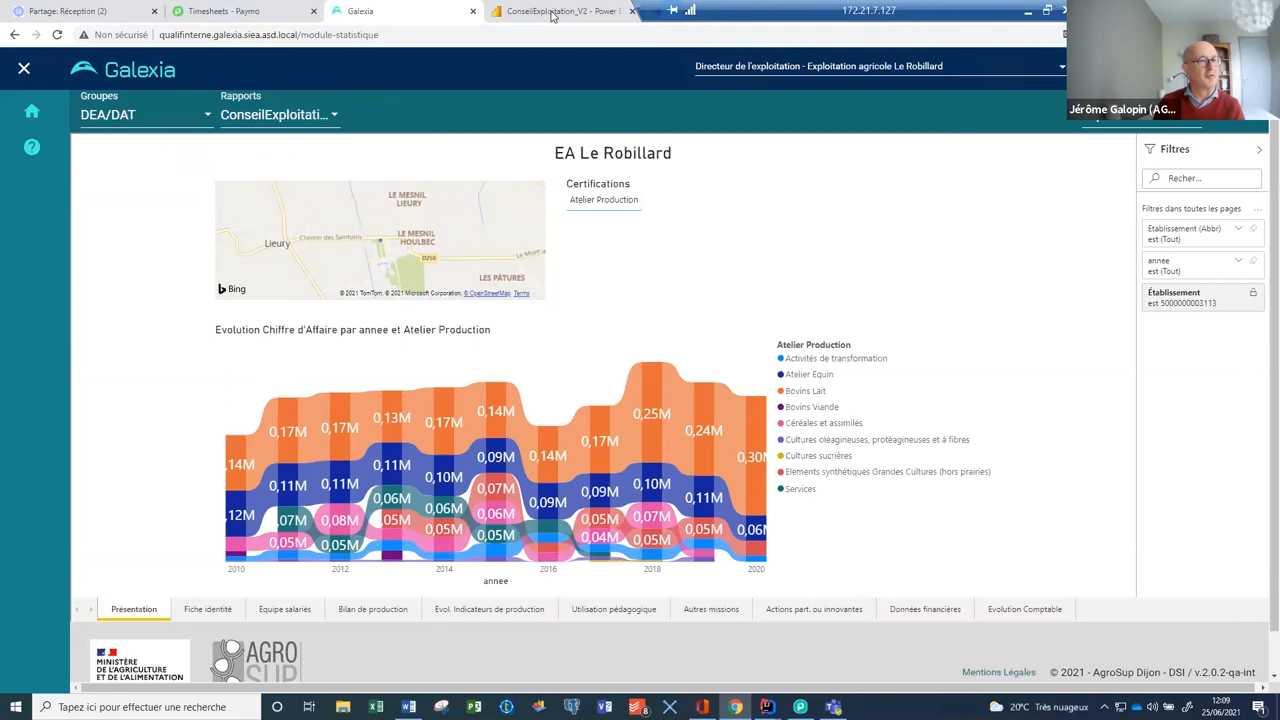 Partage: Réception (2)
Timesheets - Paymo
Galexia
ConseilExploitation_V2 - Power
172.21.7.127
Non sécurisé
qualifinterne.galexia.siea.asd.local/module-statistique
Galexia
Directeur de l'exploitation - Exploitation agricole Le Robillard
Jérôme Galopin (AG...
Groupes
Rapports
DEA/DAT
ConseilExploitati...
EA Le Robillard
Filtres
Recher...
Filtres dans toutes les pages
Etablissement (Abbr)
est (Tout)
annee
est (Tout)
Établissement
est 5000000003113
Certifications
Atelier Production
LE MESNIL
LIEURY
Lieury
Chemin des Samsons
LE MESNIL
HOULBEC
D250
Le Mont
LES PÂTURES
Bing
© 2021 TomTom, © 2021 Microsoft Corporation, © OpenStreetMap Terms
Evolution Chiffre d'Affaire par annee et Atelier Production
Atelier Production
Activités de transformation
Atelier Equin
Bovins Lait
Bovins Viande
Céréales et assimilés
Cultures oléagineuses, protéagineuses et à fibres
Cultures sucrières
Elements synthétiques Grandes Cultures (hors prairies)
Services
,14M 0,17M 0,17M 0,13M 0,17M 0,14M 0,14M 0,17M 0,25M 0,24M 0,30M
,12M 0,11M 0,11M 0,11M 0,10M 0,09M 0,09M 0,09M 0,10M 0,11M 0,06M
,07M 0,08M 0,06M 0,06M 0,07M 0,05M 0,07M 0,05M
0,05M 0,05M ,05M 0,05M 0,06M 0,04M 0,05M
0,05M
2010 2012 2014 2016 2018 2020
annee
Présentation
Fiche identité
Equipe salariés
Bilan de production
Evol. Indicateurs de production
Utilisation pédagogique
Autres missions
Actions part. ou innovantes
Données financières
Evolution Comptable
MINISTÈRE
DE L'AGRICULTURE
ET DE L'ALIMENTATION
AGRO
SUP
Mentions Légales
© 2021 - AgroSup Dijon - DSI / v.2.0.2-qa-int
Tapez ici pour effectuer une recherche
8
20°C Très nuageux
12:09
25/06/2021